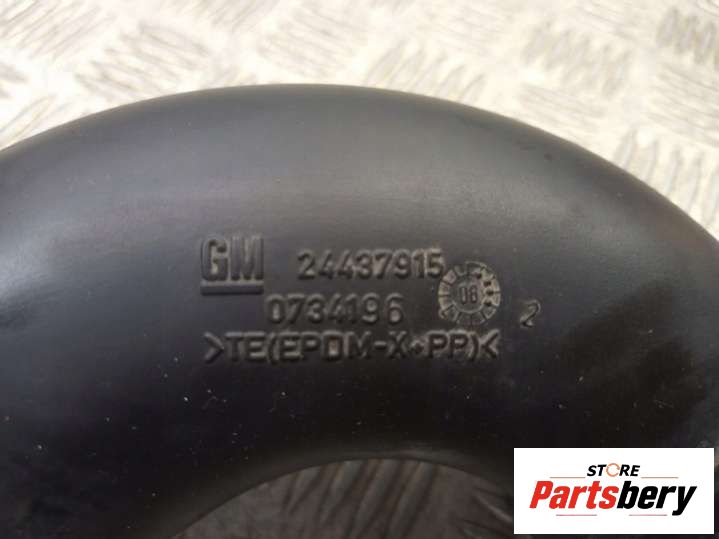 GM 24437915
0734196 08 2
>TE(EPDM-X+PP)<
STORE
Partsbery